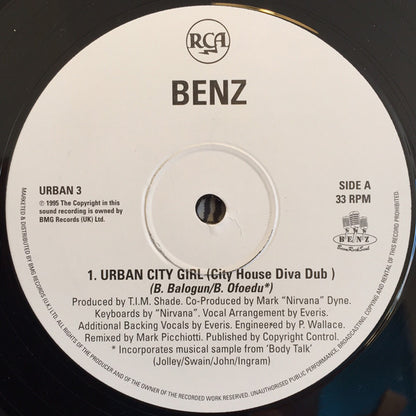 RCA
BENZ
URBAN 3
℗ 1995 The Copyright in this
sound recording is owned by
BMG Records (UK) Ltd.
SIDE A
33 RPM
BENZ
1. URBAN CITY GIRL (City House Diva Dub )
(B. Balogun/B. Ofoedu*)
Produced by T.I.M. Shade. Co-Produced by Mark "Nirvana" Dyne.
Keyboards by "Nirvana". Vocal Arrangement by Everis.
Additional Backing Vocals by Everis. Engineered by P. Wallace.
Remixed by Mark Picchiotti. Published by Copyright Control.
* Incorporates musical sample from 'Body Talk'
(Jolley/Swain/John/Ingram)
MARKETED & DISTRIBUTED BY BMG RECORDS (U.K.) LTD. ALL RIGHTS OF THE PRODUCER AND OF THE OWNER OF THE RECORDED WORK RESERVED. UNAUTHORISED PUBLIC PERFORMANCE, BROADCASTING, COPYING AND RENTAL OF THIS RECORD PROHIBITED.